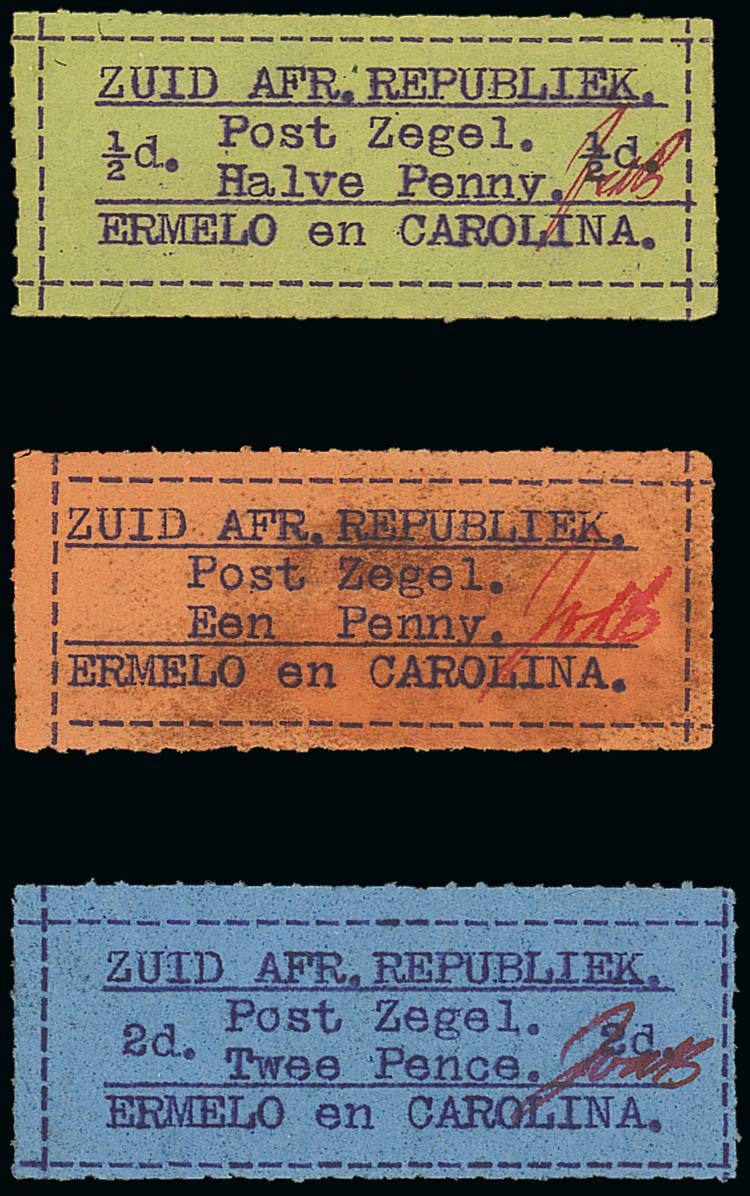 ZUID AFR. REPUBLIEK.
½d. Post Zegel. ½d.
Halve Penny.
ERMELO en CAROLINA.
ZUID AFR. REPUBLIEK.
Post Zegel.
Een Penny.
ERMELO en CAROLINA.
ZUID AFR. REPUBLIEK.
2d. Post Zegel. 2d.
Twee Pence.
ERMELO en CAROLINA.